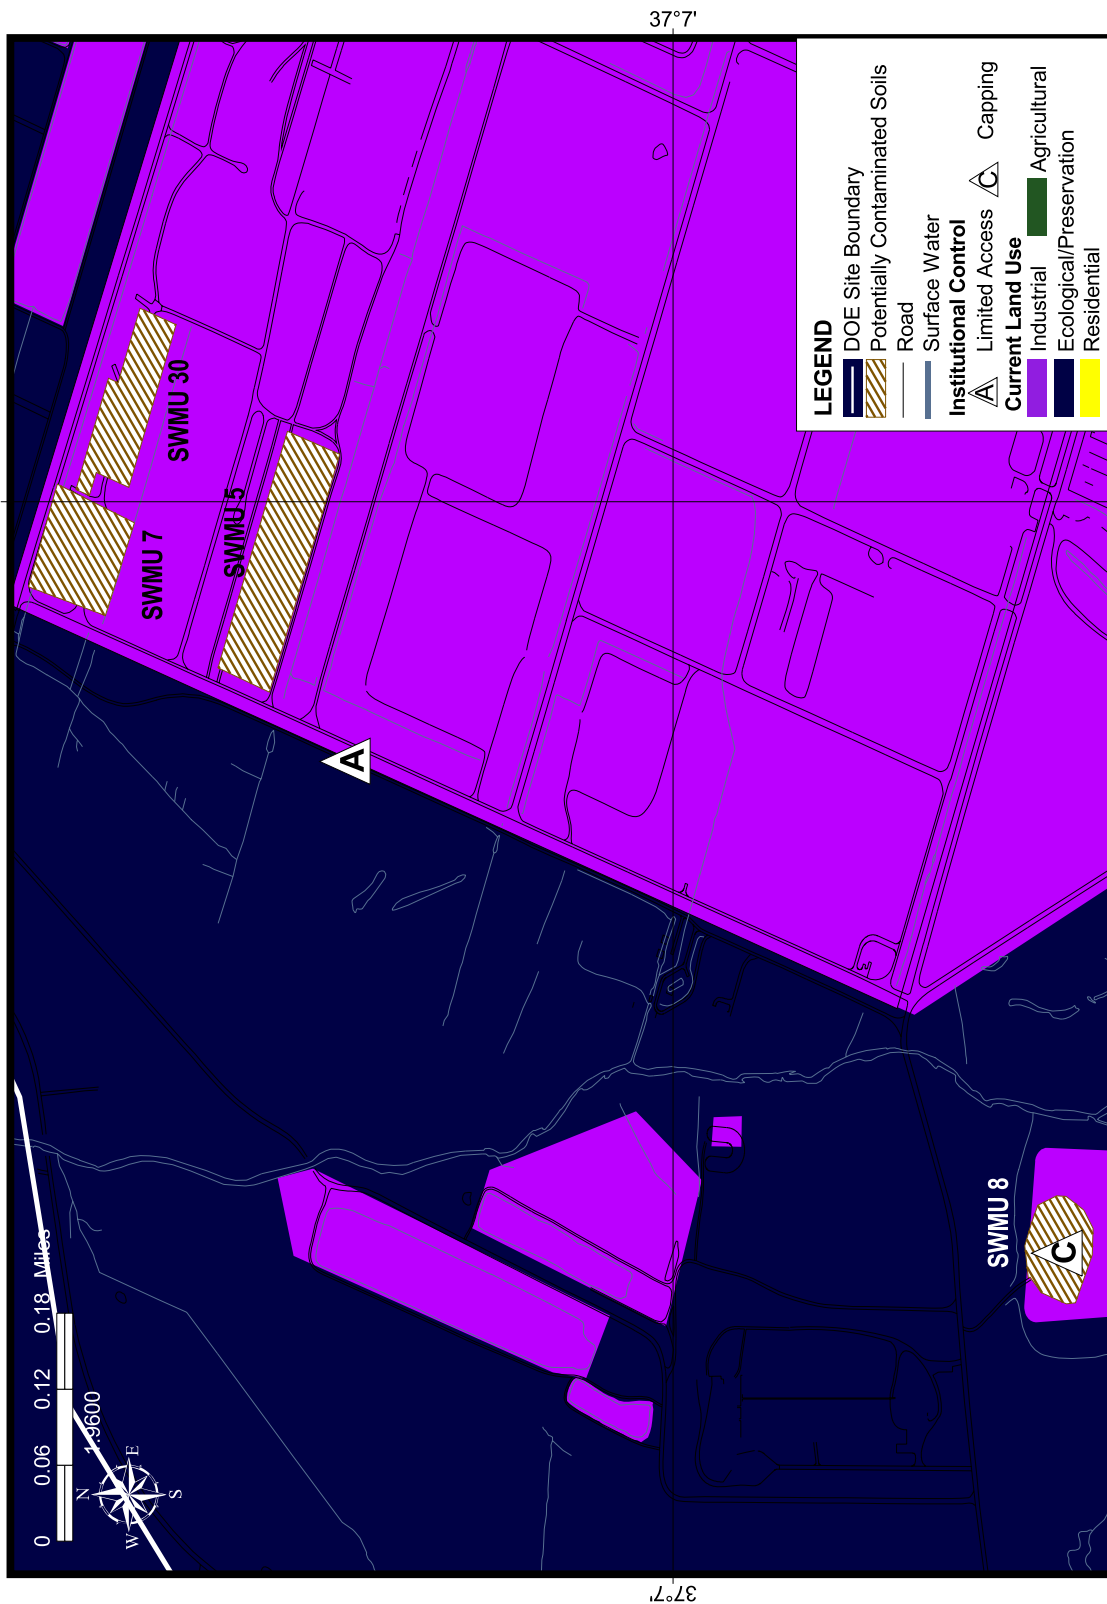 37°7'
SWMU 30
SWMU 7
SWMU 5
A
SWMU 8
C
0 0.06 0.12 0.18 Miles
1:9600
N
W E
S
LEGEND
DOE Site Boundary
Potentially Contaminated Soils
Road
Surface Water
Institutional Control
A Limited Access C Capping
Current Land Use
Industrial Agricultural
Ecological/Preservation
Residential
37°7'